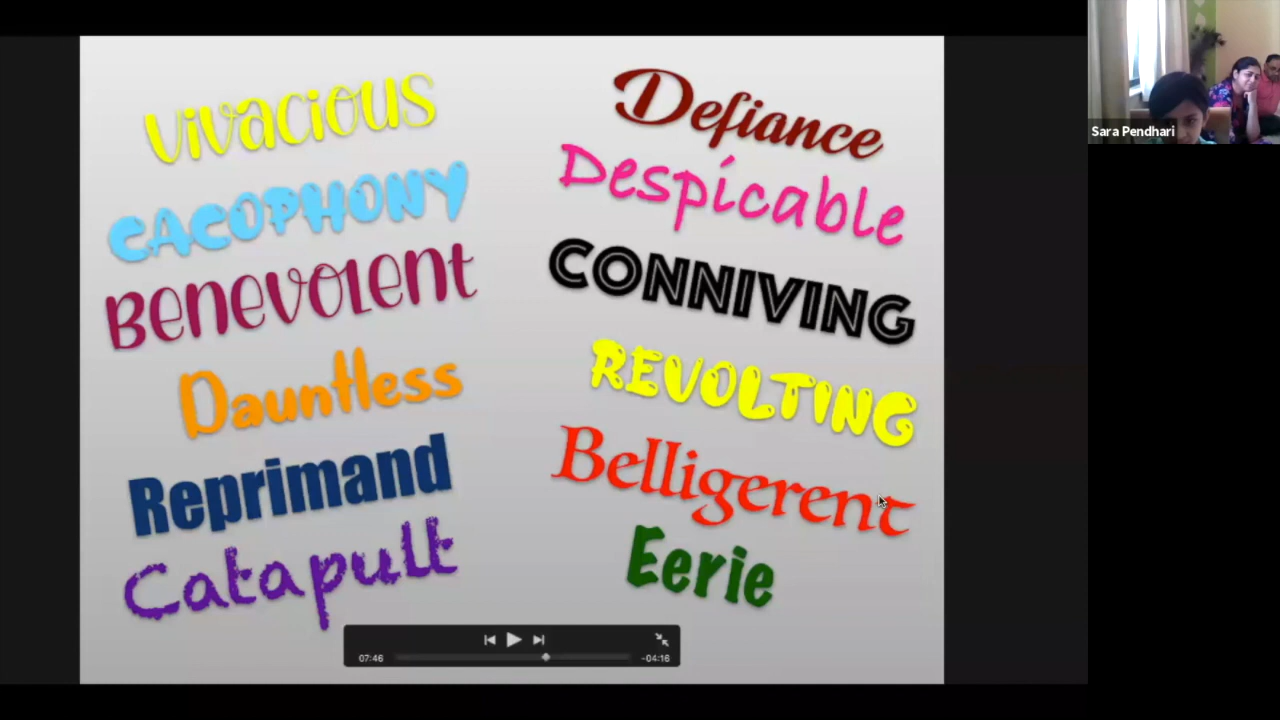 Vivacious
CACOPHONY
BENEVOLENT
Dauntless
Reprimand
Catapult
Defiance
Despicable
CONNIVING
REVOLTING
Belligerent
Eerie
07:46
-04:16
Sara Pendhari